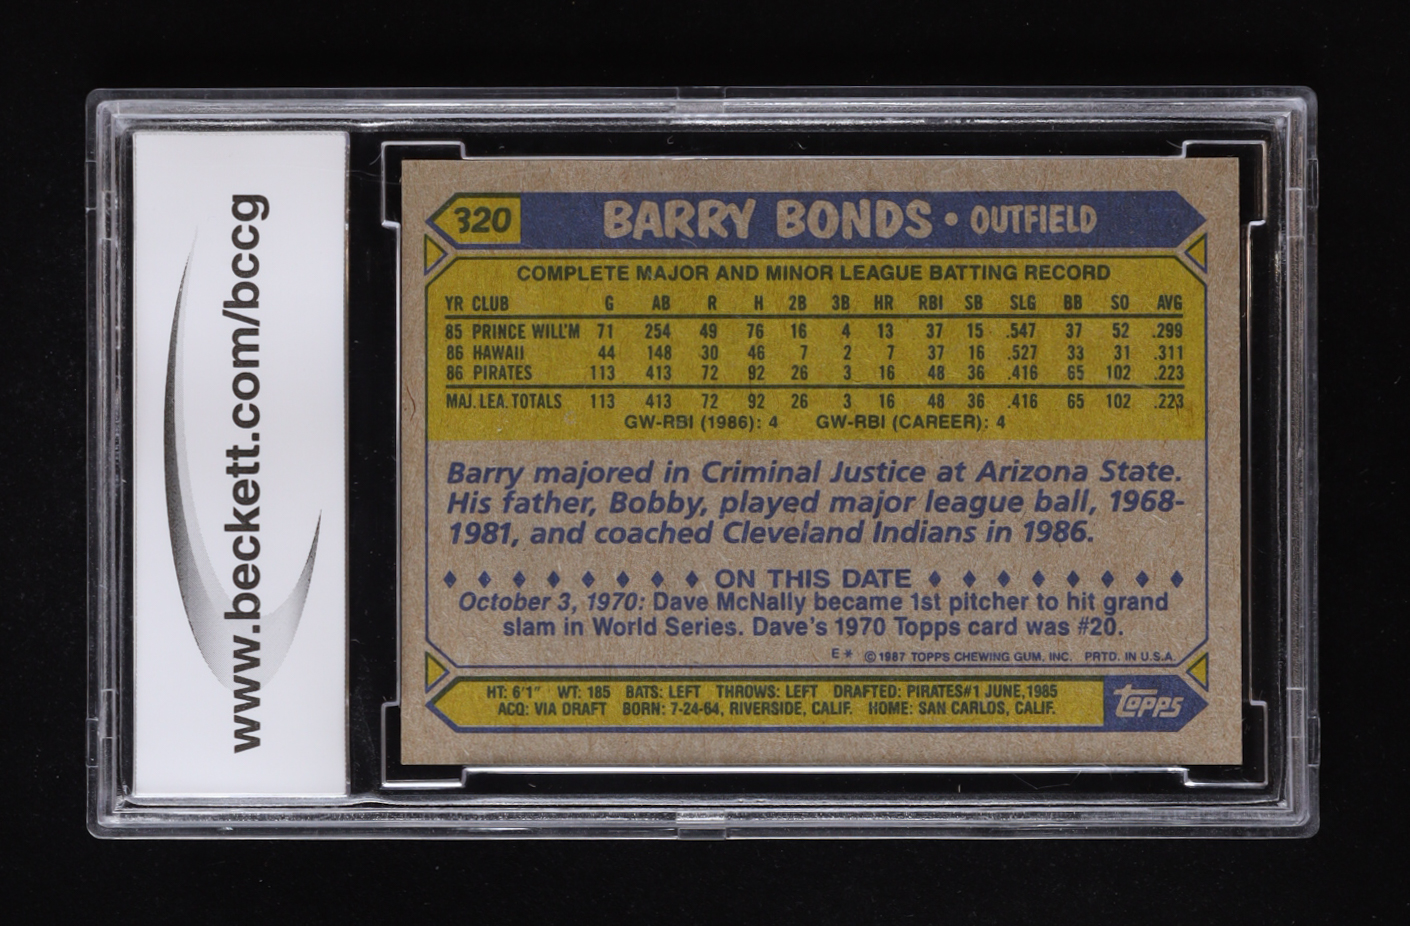 www.beckett.com/bccg
320 BARRY BONDS • OUTFIELD
COMPLETE MAJOR AND MINOR LEAGUE BATTING RECORD
YR CLUB G AB R H 2B 3B HR RBI SB SLG BB SO AVG
85 PRINCE WILL'M 71 254 49 76 16 4 13 37 15 .547 37 52 .299
86 HAWAII 44 148 30 46 7 2 7 37 16 .527 33 31 .311
86 PIRATES 113 413 72 92 26 3 16 48 36 .416 65 102 .223
MAJ. LEA. TOTALS 113 413 72 92 26 3 16 48 36 .416 65 102 .223
GW-RBI (1986): 4 GW-RBI (CAREER): 4
Barry majored in Criminal Justice at Arizona State.
His father, Bobby, played major league ball, 1968-
1981, and coached Cleveland Indians in 1986.
ON THIS DATE
October 3, 1970: Dave McNally became 1st pitcher to hit grand
slam in World Series. Dave's 1970 Topps card was #20.
E* © 1987 TOPPS CHEWING GUM, INC. PRTD. IN U.S.A.
HT: 6'1" WT: 185 BATS: LEFT THROWS: LEFT DRAFTED: PIRATES#1 JUNE,1985
ACQ: VIA DRAFT BORN: 7-24-64, RIVERSIDE, CALIF. HOME: SAN CARLOS, CALIF.
topps